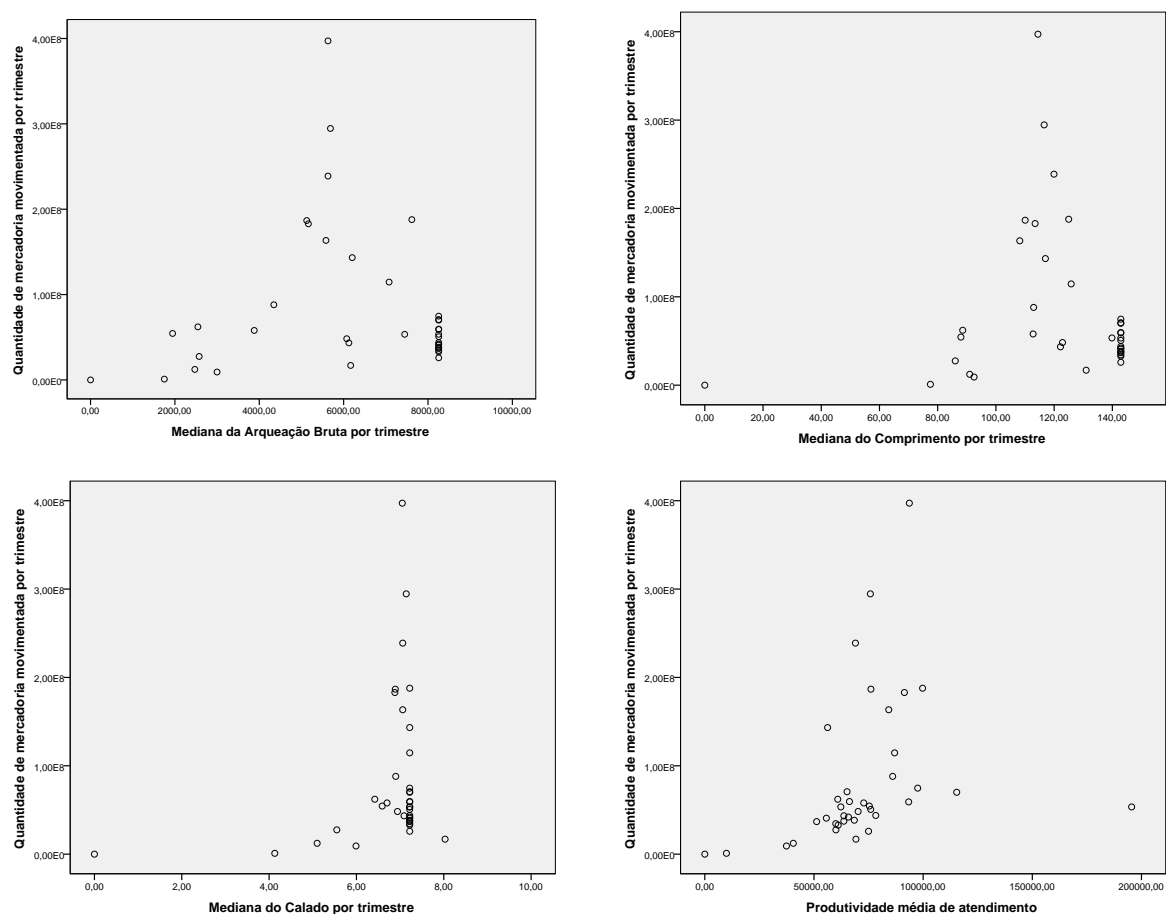 Quantidade de mercadoria movimentada por trimestre
4,00E8
3,00E8
2,00E8
1,00E8
0,00E0
0,00 2000,00 4000,00 6000,00 8000,00 10000,00
Mediana da Arqueação Bruta por trimestre
Quantidade de mercadoria movimentada por trimestre
4,00E8
3,00E8
2,00E8
1,00E8
0,00E0
0,00 20,00 40,00 60,00 80,00 100,00 120,00 140,00
Mediana do Comprimento por trimestre
Quantidade de mercadoria movimentada por trimestre
4,00E8
3,00E8
2,00E8
1,00E8
0,00E0
0,00 2,00 4,00 6,00 8,00 10,00
Mediana do Calado por trimestre
Quantidade de mercadoria movimentada por trimestre
4,00E8
3,00E8
2,00E8
1,00E8
0,00E0
0,00 50000,00 100000,00 150000,00 200000,00
Produtividade média de atendimento